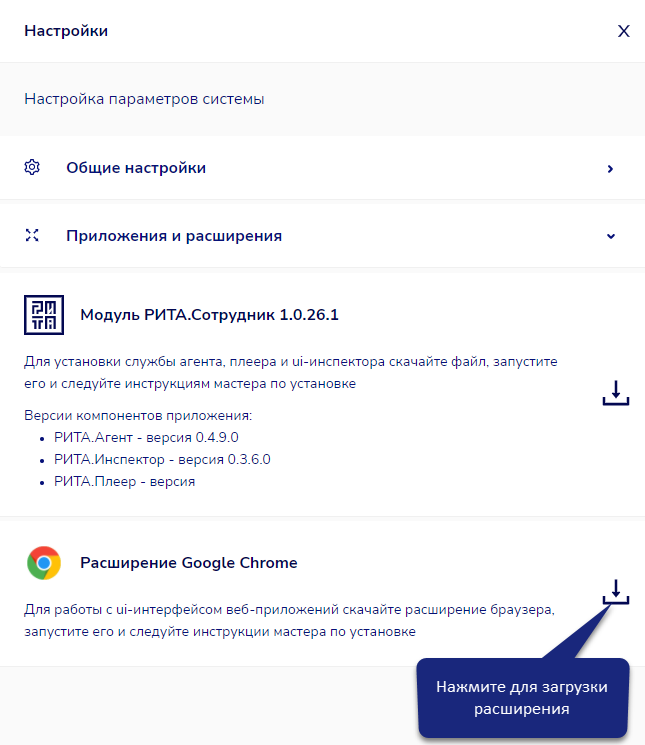 Настройки
X
Настройка параметров системы
Общие настройки
Приложения и расширения
Модуль РИТА.Сотрудник 1.0.26.1
Для установки службы агента, плеера и ui-инспектора скачайте файл, запустите
его и следуйте инструкциям мастера по установке
Версии компонентов приложения:
РИТА.Агент - версия 0.4.9.0
РИТА.Инспектор - версия 0.3.6.0
РИТА.Плеер - версия
Расширение Google Chrome
Для работы с ui-интерфейсом веб-приложений скачайте расширение браузера,
запустите его и следуйте инструкции мастера по установке
Нажмите для загрузки
расширения